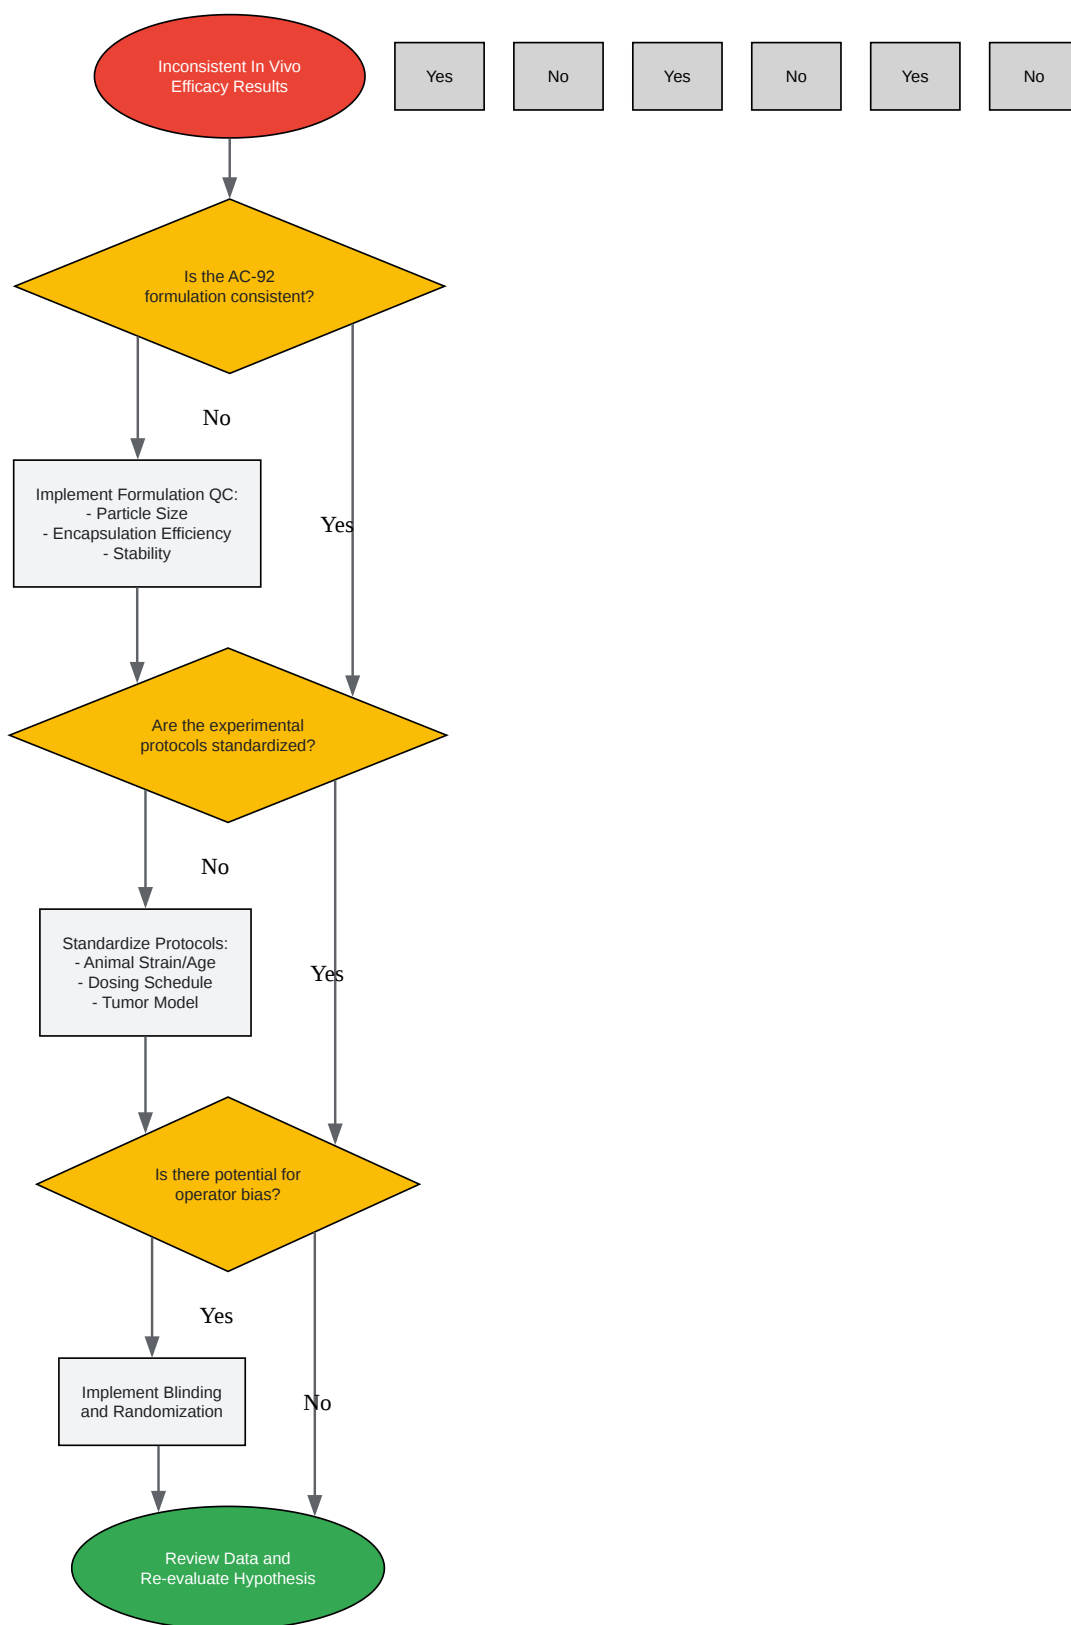 Inconsistent In Vivo
Efficacy Results
Yes
No
Yes
No
Yes
No
Is the AC-92
formulation consistent?
No
Implement Formulation QC:
- Particle Size
- Encapsulation Efficiency
- Stability
Yes
Are the experimental
protocols standardized?
No
Standardize Protocols:
- Animal Strain/Age
- Dosing Schedule
- Tumor Model
Yes
Is there potential for
operator bias?
Yes
Implement Blinding
and Randomization
No
Review Data and
Re-evaluate Hypothesis